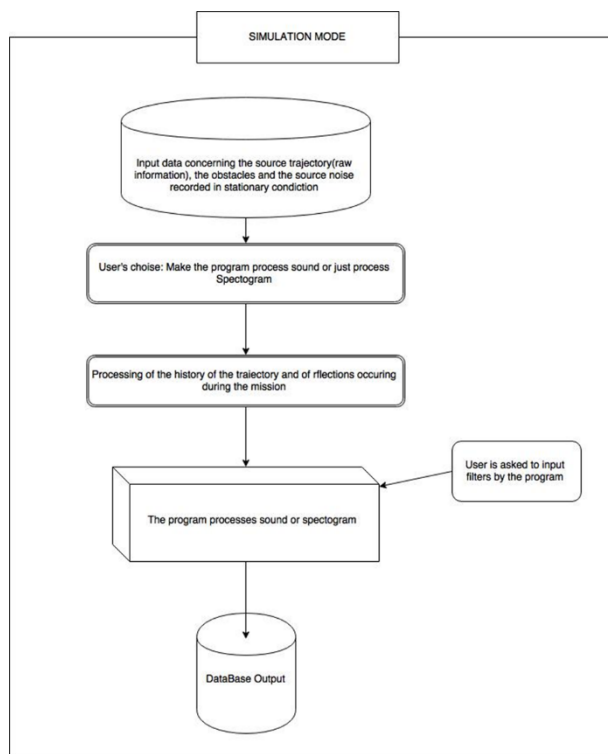 SIMULATION MODE
Input data concerning the source trajectory(raw
information), the obstacles and the source noise
recorded in stationary condiction
User's choise: Make the program process sound or just process
Spectogram
Processing of the history of the traiectory and of rflections occuring
during the mission
User is asked to input
filters by the program
The program processes sound or spectogram
DataBase Output